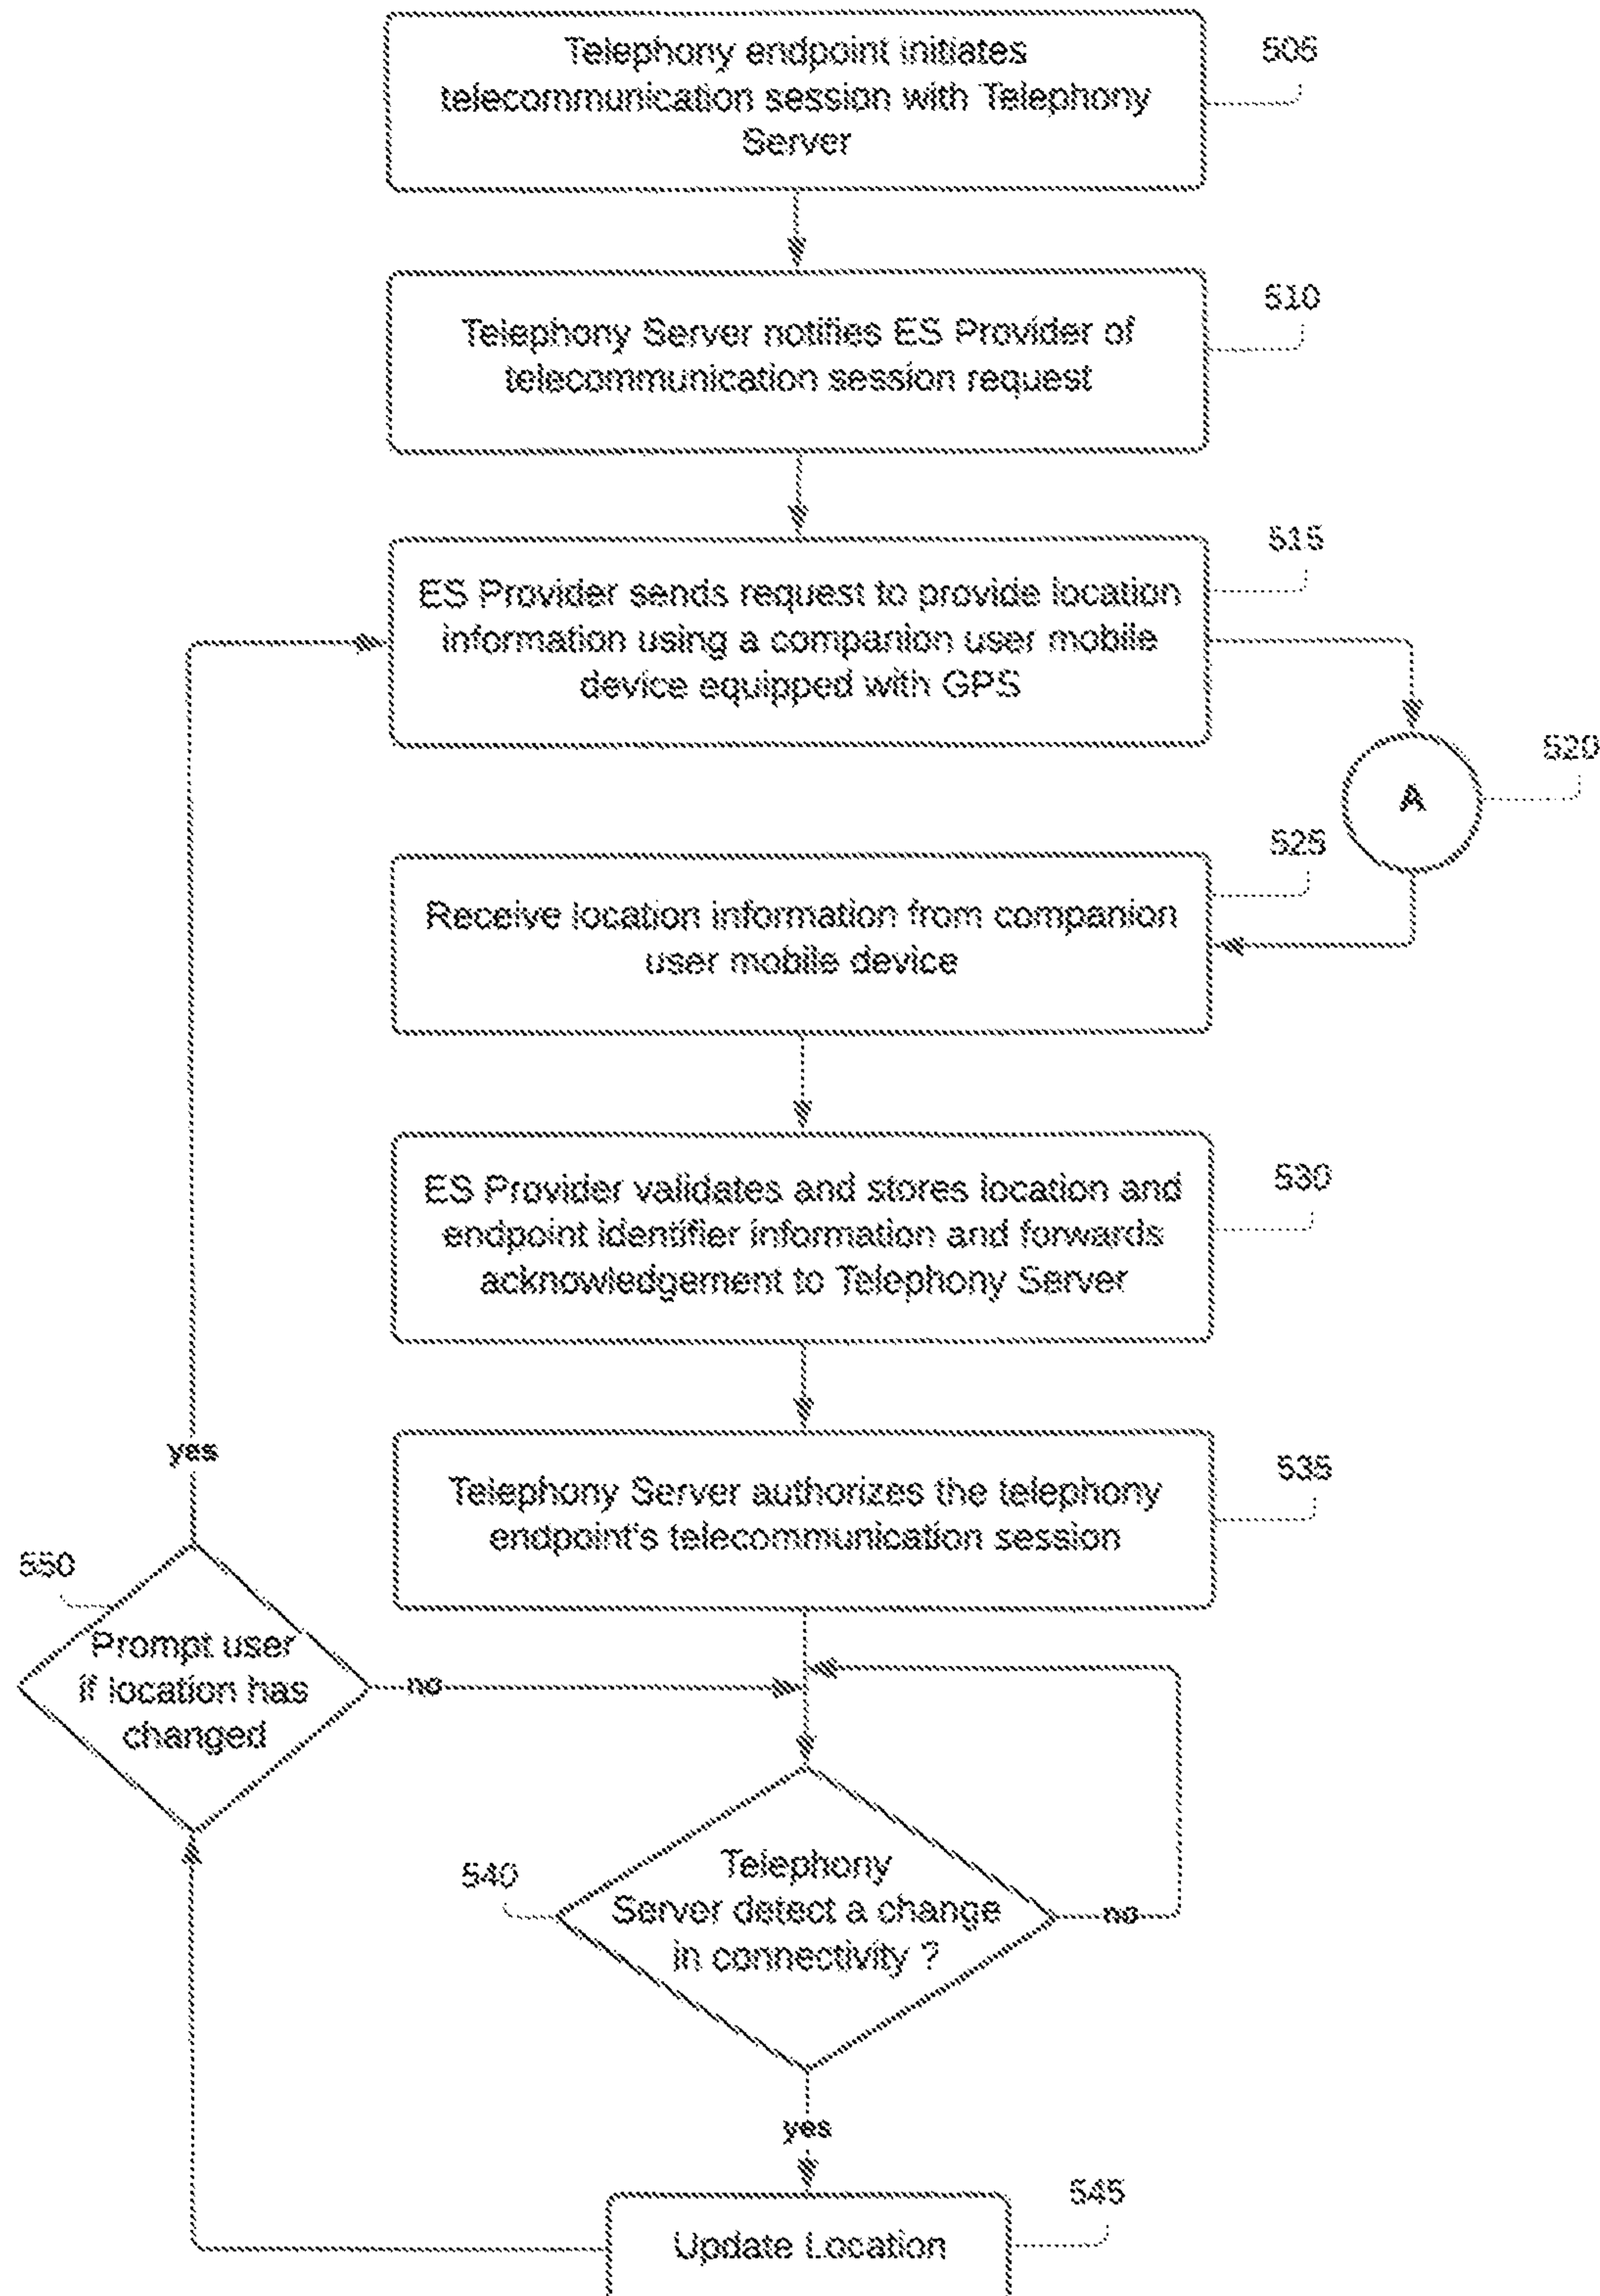 Telephony endpoint initiates
telecommunication session with Telephony
Server
505
Telephony Server notifies ES Provider of
telecommunication session request
510
ES Provider sends request to provide location
information using a companion user mobile
device equipped with GPS
515
A
520
Receive location information from companion
user mobile device
525
ES Provider validates and stores location and
endpoint identifier information and forwards
acknowledgement to Telephony Server
530
Telephony Server authorizes the telephony
endpoint's telecommunication session
535
yes
550
Prompt user
if location has
changed
no
540
Telephony
Server detect a change
in connectivity ?
no
yes
545
Update Location